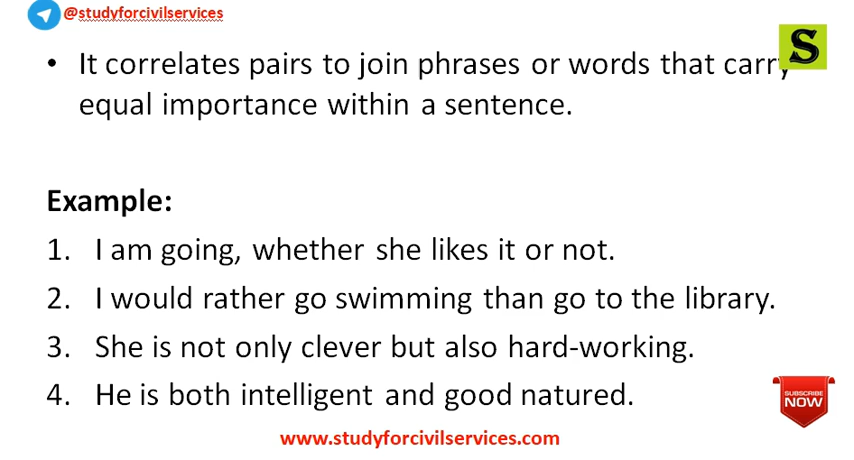 @studyforcivilservices
S
• It correlates pairs to join phrases or words that carry
equal importance within a sentence.
Example:
1. I am going, whether she likes it or not.
2. I would rather go swimming than go to the library.
3. She is not only clever but also hard-working.
4. He is both intelligent and good natured.
SUBSCRIBE
NOW
www.studyforcivilservices.com